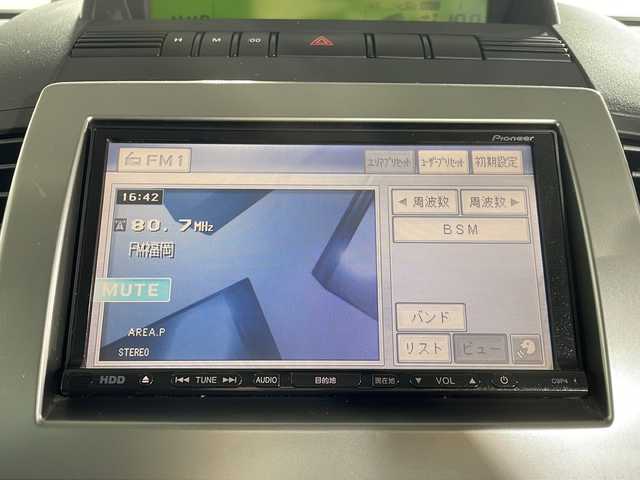 H M :00
Pioneer
FM1 エリアプリセット ユーザープリセット 初期設定
16:42
80.7MHz
FM福岡
MUTE
AREA.P
STEREO
◀ 周波数 周波数 ▶
BSM
バンド
リスト ビュー
HDD TUNE AUDIO 目的地 現在地 VOL C9P4